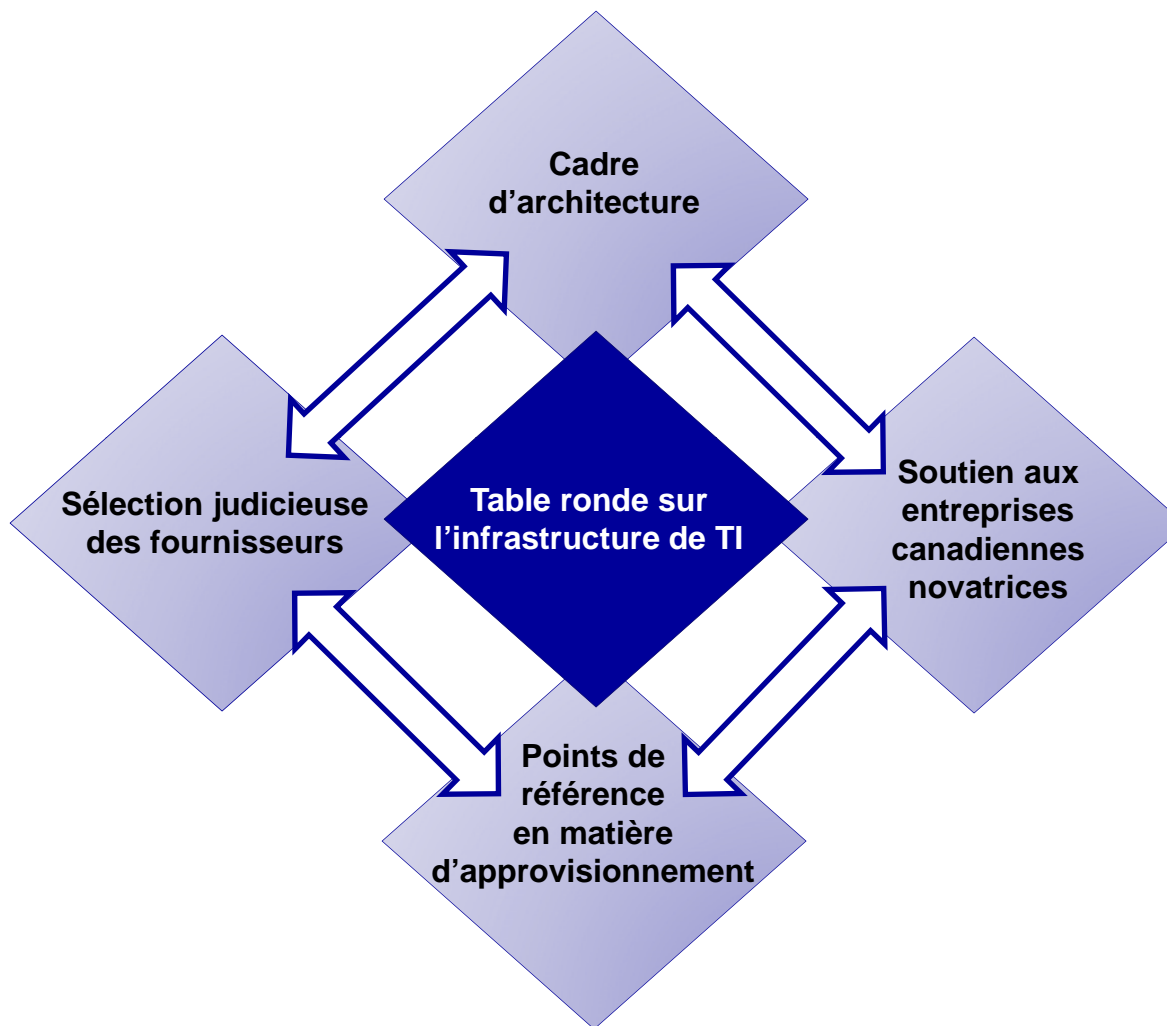 Cadre
d’architecture
Sélection judicieuse
des fournisseurs
Table ronde sur
l’infrastructure de TI
Soutien aux
entreprises
canadiennes
novatrices
Points de
référence
en matière
d’approvisionnement